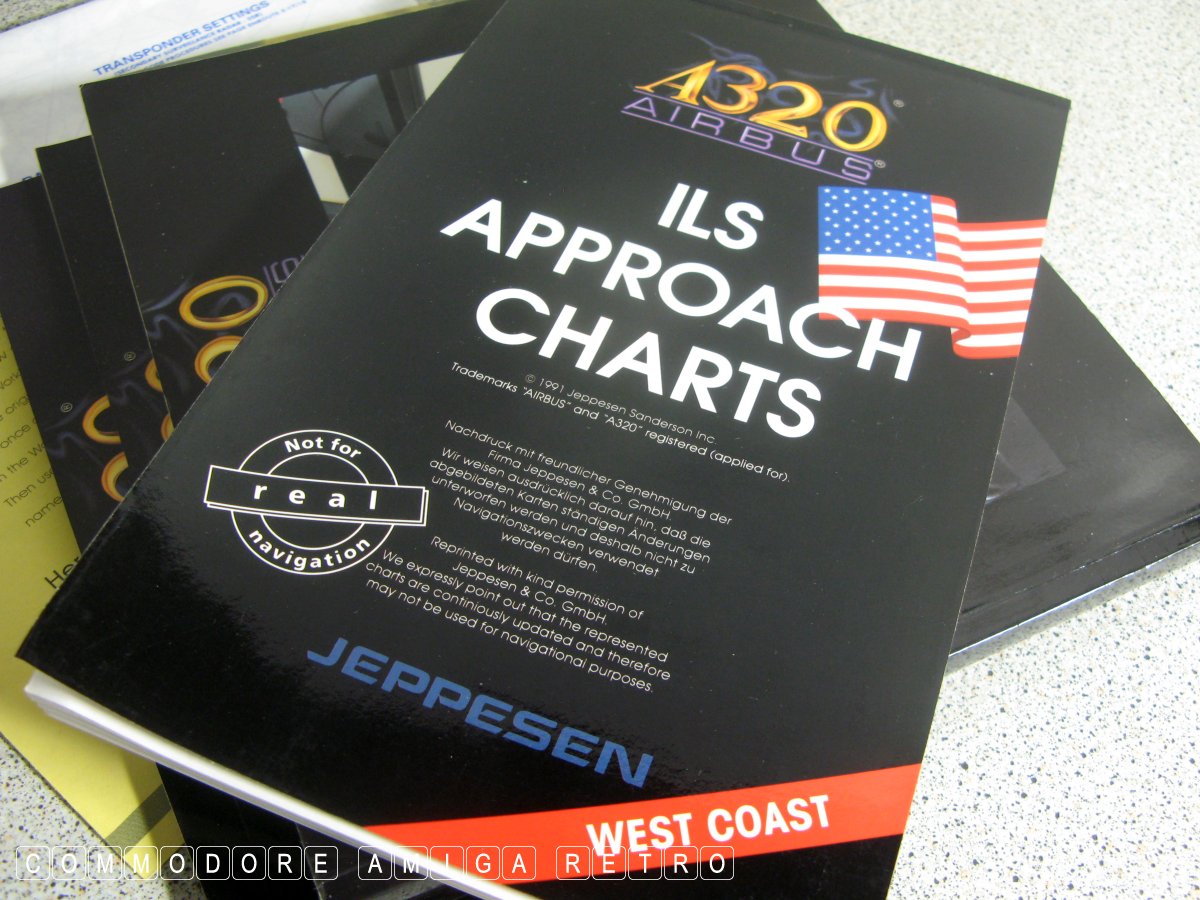 TRANSPONDER SETTINGS
A320®
AIRBUS®
ILS
APPROACH
CHARTS
© 1991 Jeppesen Sanderson Inc.
Trademarks "AIRBUS" and "A320" registered (applied for).
Nachdruck mit freundlicher Genehmigung der
Firma Jeppesen & Co. GmbH.
Wir weisen ausdrücklich darauf hin, daß die
abgebildeten Karten ständigen Änderungen
unterworfen werden und deshalb nicht zu
Navigationszwecken verwendet
werden dürfen.
Reprinted with kind permission of
Jeppesen & Co. GmbH.
We expressly point out that the represented
charts are continiously updated and therefore
may not be used for navigational purposes.
Not for
real
navigation
JEPPESEN
WEST COAST
once
Then
COMMODORE AMIGA RETRO